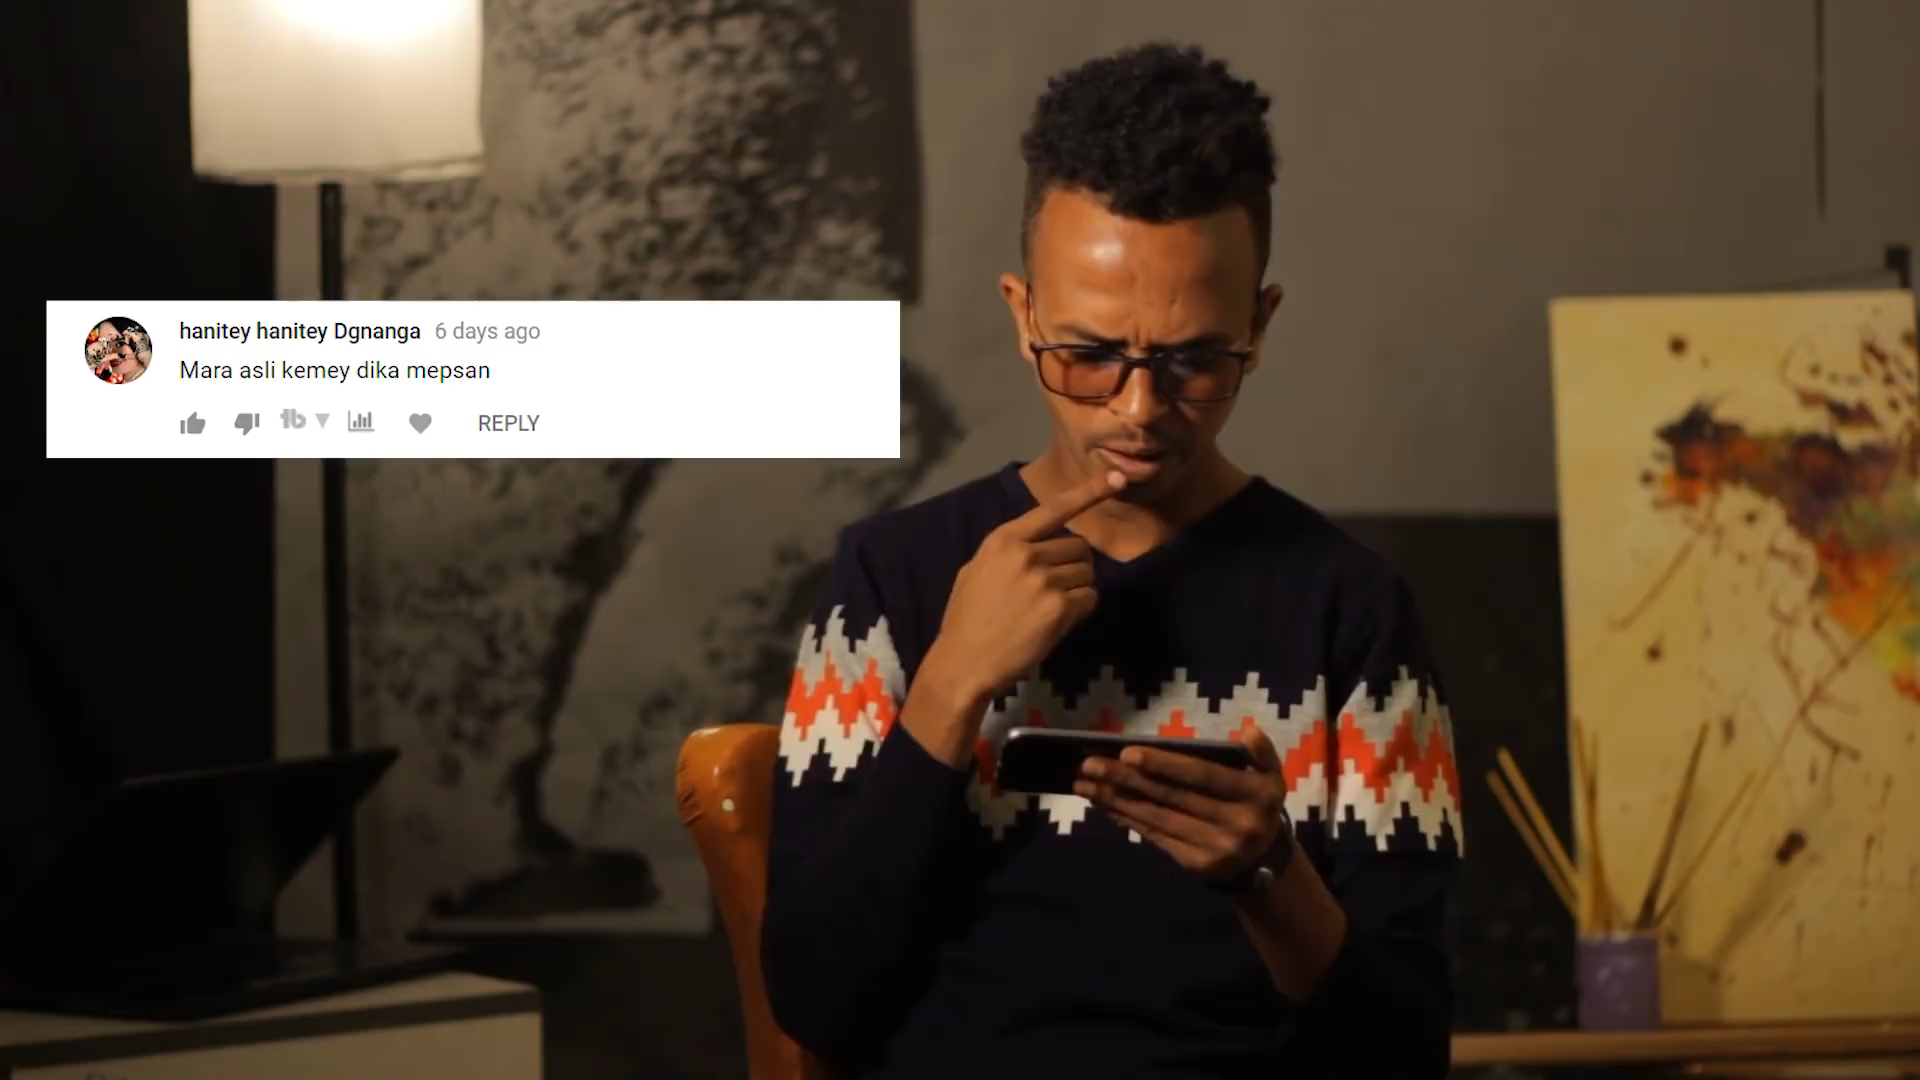 hanitey hanitey Dgnanga 6 days ago
Mara asli kemey dika mepsan
REPLY